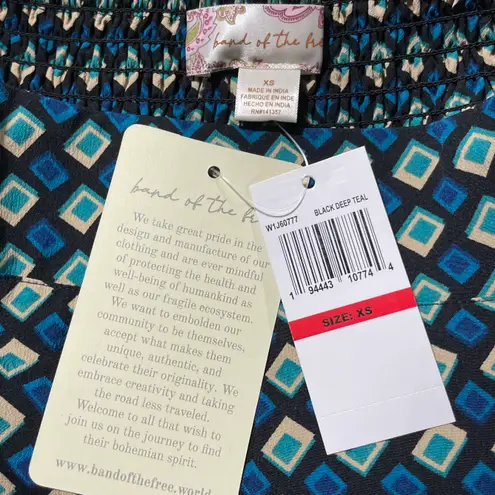 band of the fre
XS
MADE IN INDIA
FABRIQUE EN INDE
HECHO EN INDIA
RN#141357
band of the fre
We take great pride in the
design and manufacture of our
clothing and are ever mindful
of protecting the health and
well-being of humankind as
well as our fragile ecosystem.
We want to embolden our
community to be themselves,
accept what makes them
unique, authentic, and
celebrate their originality. We
embrace creativity and taking
the road less traveled.
Welcome to all that wish to
join us on the journey to find
their bohemian spirit.
www.bandofthefree.world
W1J60777 BLACK DEEP TEAL
1 94443 10774 4
SIZE: XS